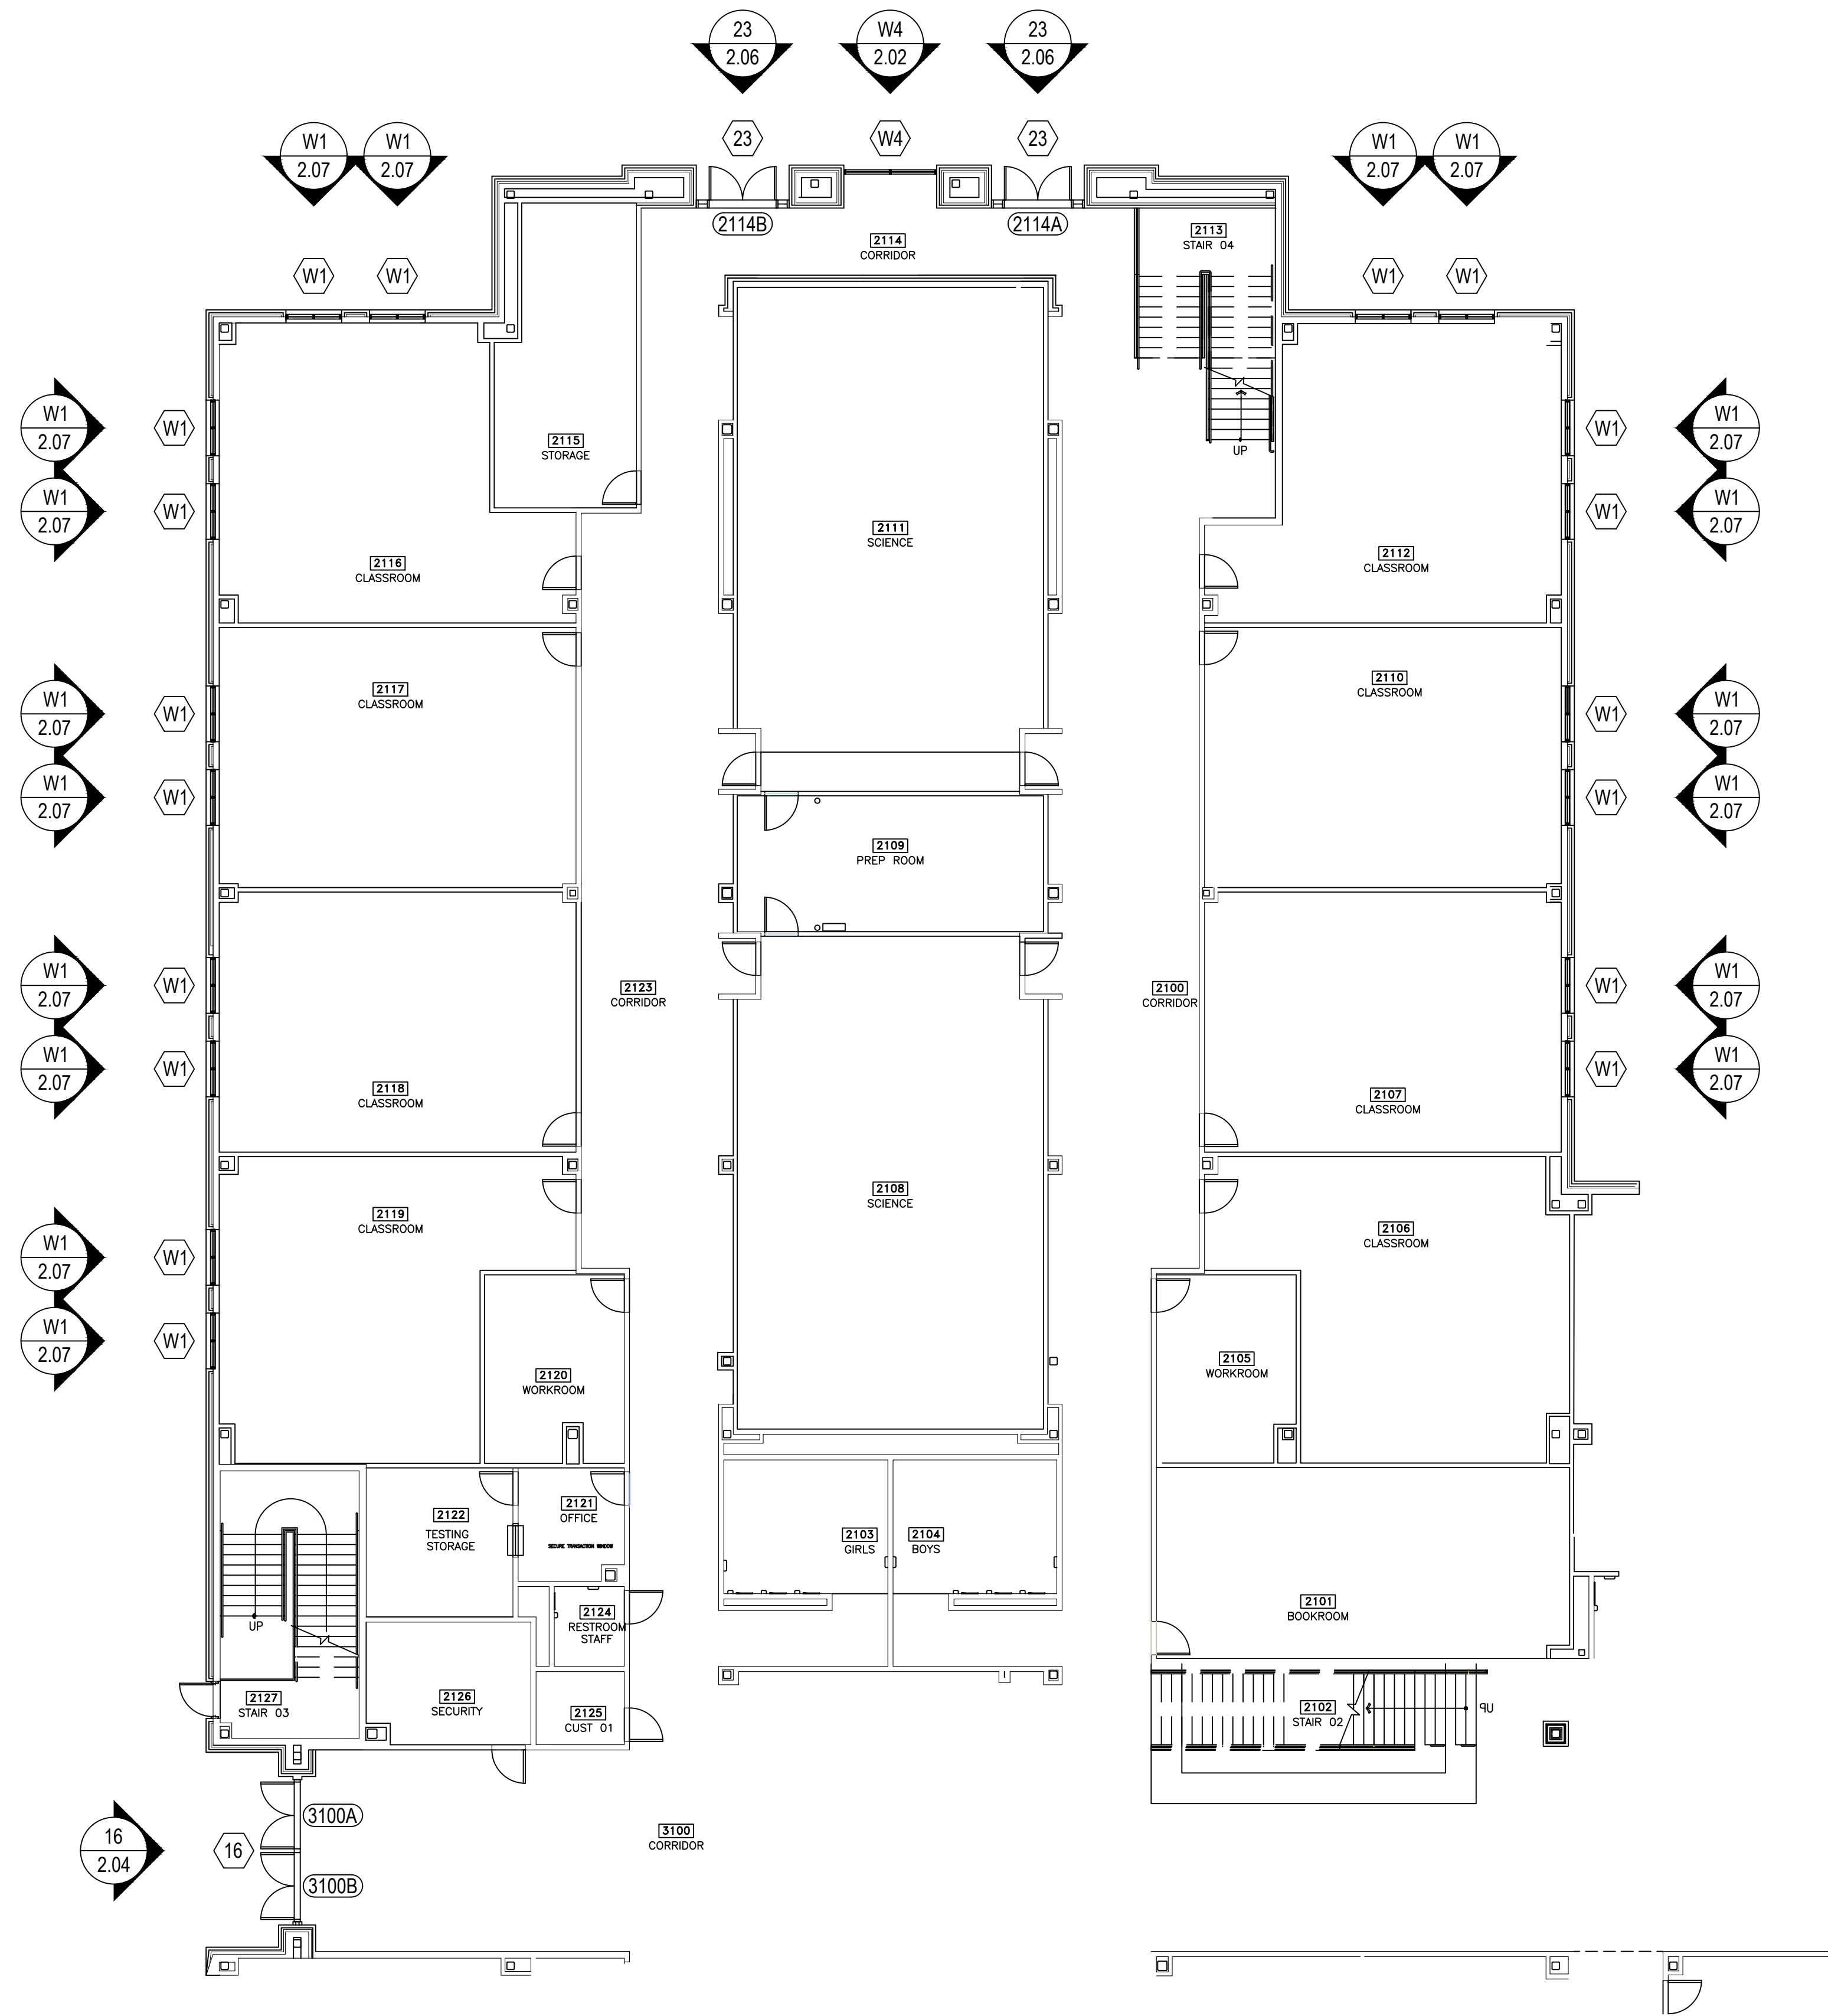 23
2.06
W4
2.02
23
2.06
W1
2.07
W1
2.07
23
W4
23
W1
2.07
W1
2.07
2114B
2114A
2114
CORRIDOR
2113
STAIR 04
W1
W1
W1
W1
W1
2.07
W1
W1
W1
2.07
2115
STORAGE
UP
W1
2.07
W1
W1
W1
2.07
2111
SCIENCE
2116
CLASSROOM
2112
CLASSROOM
2117
CLASSROOM
2110
CLASSROOM
W1
2.07
W1
W1
W1
2.07
W1
2.07
W1
W1
W1
2.07
2109
PREP ROOM
W1
2.07
W1
2123
CORRIDOR
2100
CORRIDOR
W1
W1
2.07
W1
2.07
W1
W1
W1
2.07
2118
CLASSROOM
2107
CLASSROOM
2108
SCIENCE
2119
CLASSROOM
2106
CLASSROOM
W1
2.07
W1
W1
2.07
W1
2120
WORKROOM
2105
WORKROOM
2122
TESTING
STORAGE
2121
OFFICE
SECURE TRANSACTION WINDOW
2103
GIRLS
2104
BOYS
2101
BOOKROOM
UP
2124
RESTROOM
STAFF
2127
STAIR 03
2126
SECURITY
2125
CUST 01
2102
STAIR 02
UP
3100A
16
2.04
16
3100
CORRIDOR
3100B